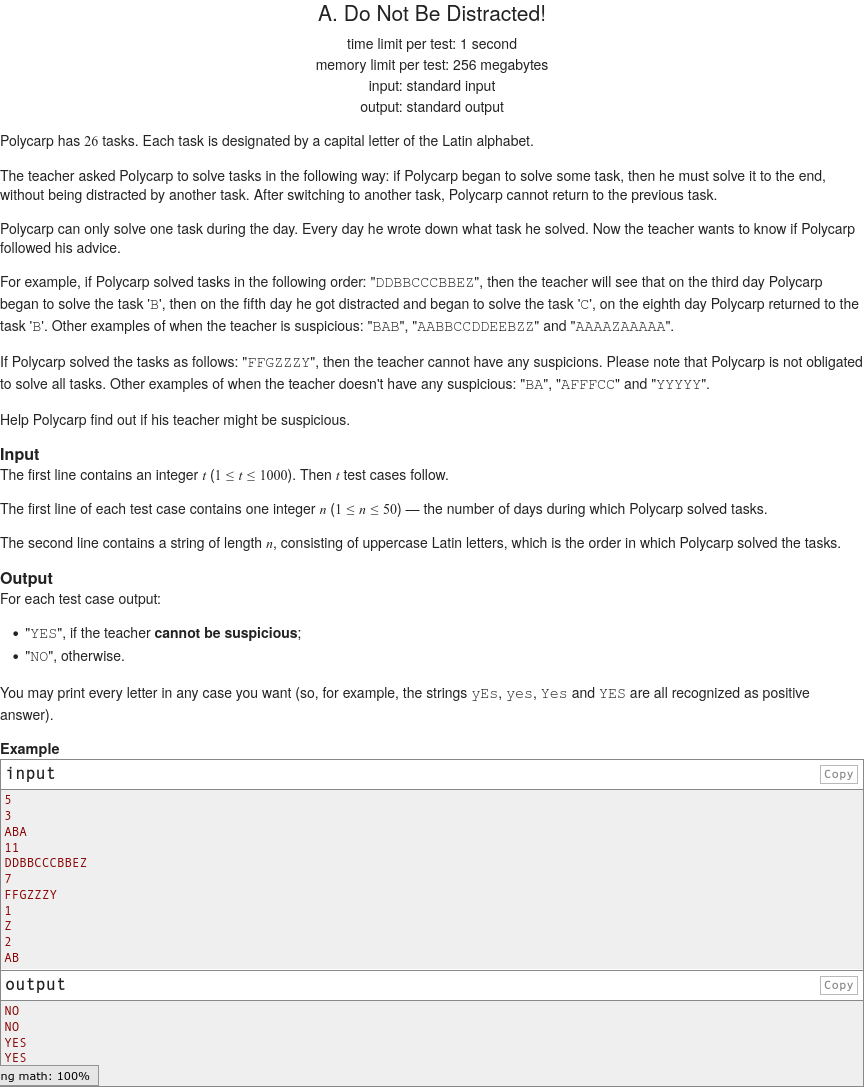 A. Do Not Be Distracted!
time limit per test: 1 second
memory limit per test: 256 megabytes
input: standard input
output: standard output
Polycarp has 26 tasks. Each task is designated by a capital letter of the Latin alphabet.
The teacher asked Polycarp to solve tasks in the following way: if Polycarp began to solve some task, then he must solve it to the end,
without being distracted by another task. After switching to another task, Polycarp cannot return to the previous task.
Polycarp can only solve one task during the day. Every day he wrote down what task he solved. Now the teacher wants to know if Polycarp
followed his advice.
For example, if Polycarp solved tasks in the following order: "DDBBCCCBBEZ", then the teacher will see that on the third day Polycarp
began to solve the task 'B', then on the fifth day he got distracted and began to solve the task 'C', on the eighth day Polycarp returned to the
task 'B'. Other examples of when the teacher is suspicious: "BAB", "AABBCCDDEEBZZ" and "AAAAZAAAAA".
If Polycarp solved the tasks as follows: "FFGZZZY", then the teacher cannot have any suspicions. Please note that Polycarp is not obligated
to solve all tasks. Other examples of when the teacher doesn't have any suspicious: "BA", "AFFFCC" and "YYYYY".
Help Polycarp find out if his teacher might be suspicious.
Input
The first line contains an integer t (1 ≤ t ≤ 1000). Then t test cases follow.
The first line of each test case contains one integer n (1 ≤ n ≤ 50) — the number of days during which Polycarp solved tasks.
The second line contains a string of length n, consisting of uppercase Latin letters, which is the order in which Polycarp solved the tasks.
Output
For each test case output:
• "YES", if the teacher cannot be suspicious;
• "NO", otherwise.
You may print every letter in any case you want (so, for example, the strings yEs, yes, Yes and YES are all recognized as positive
answer).
Example
input Copy
5
3
ABA
11
DDBBCCCBBEZ
7
FFGZZZY
1
Z
2
AB
output Copy
NO
NO
YES
YES
ng math: 100%